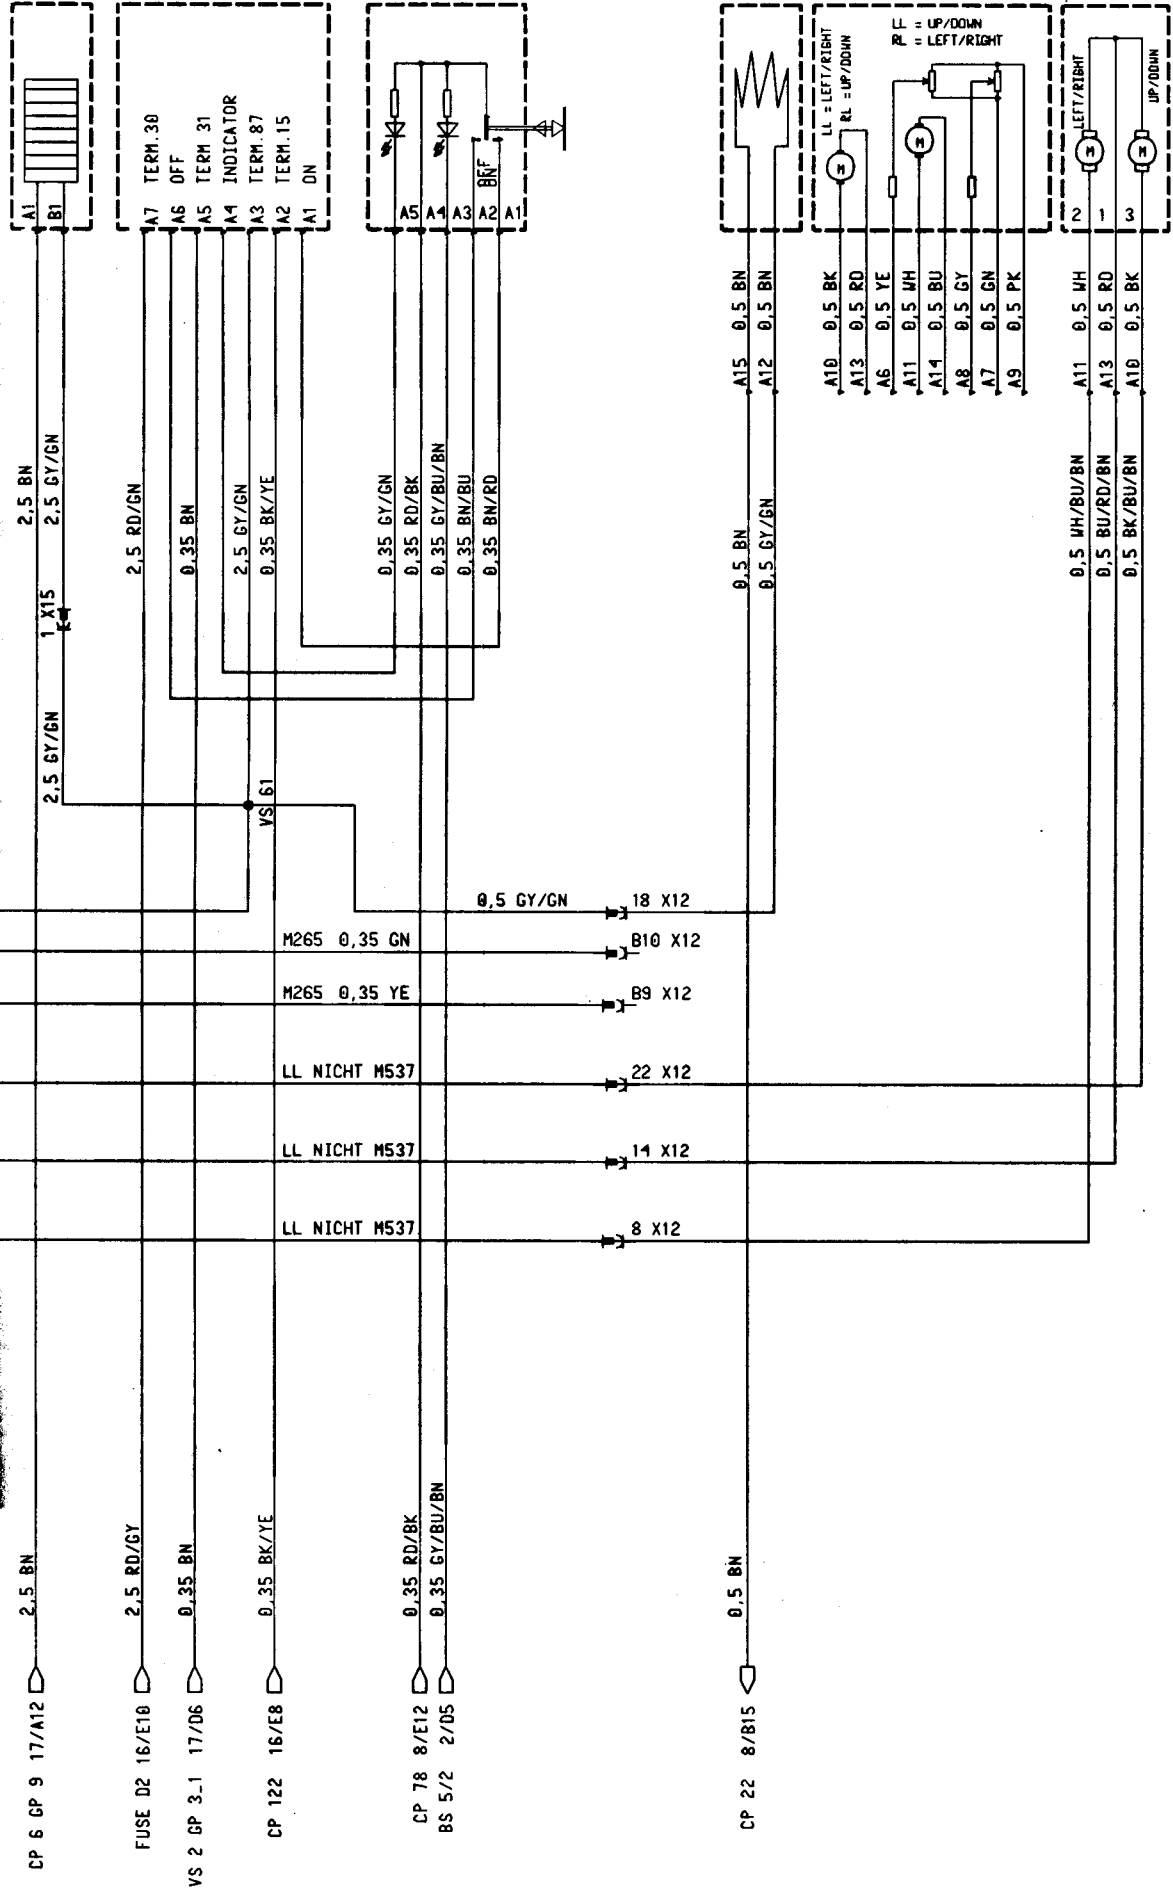 A1
B1
A7 TERM.30
A6 OFF
A5 TERM 31
A4 INDICATOR
A3 TERM.87
A2 TERM.15
A1 ON
A5
A4
A3
A2
A1
LL = LEFT/RIGHT
RL = UP/DOWN
LL = UP/DOWN
RL = LEFT/RIGHT
M
M
LEFT/RIGHT
UP/DOWN
M
M
2
1
3
A15 0,5 BN
A12 0,5 BN
A10 0,5 BK
A13 0,5 RD
A6 0,5 YE
A11 0,5 WH
A14 0,5 BU
A8 0,5 GY
A7 0,5 GN
A9 0,5 PK
A11 0,5 WH
A13 0,5 RD
A10 0,5 BK
2,5 BN
2,5 GY/GN
2,5 RD/GN
0,35 BN
2,5 GY/GN
0,35 BK/YE
0,35 GY/GN
0,35 RD/BK
0,35 GY/BU/BN
0,35 BN/BU
0,35 BN/RD
0,5 BN
0,5 GY/GN
0,5 WH/BU/BN
0,5 BU/RD/BN
0,5 BK/BU/BN
1 X15
2,5 GY/GN
VS 61
0,5 GY/GN 18 X12
M265 0,35 GN B10 X12
M265 0,35 YE B9 X12
LL NICHT M537 22 X12
LL NICHT M537 14 X12
LL NICHT M537 8 X12
2,5 BN
2,5 RD/GY
0,35 BN
0,35 BK/YE
0,35 RD/BK
0,35 GY/BU/BN
0,5 BN
CP 6 GP 9 17/A12
FUSE D2 16/E10
VS 2 GP 3_1 17/D6
CP 122 16/E8
CP 78 8/E12
BS 5/2 2/D5
CP 22 8/B15